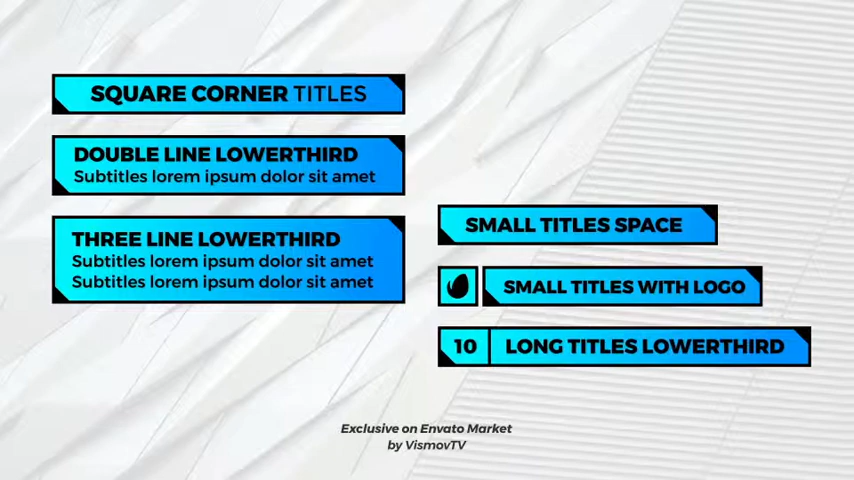 SQUARE CORNER TITLES
DOUBLE LINE LOWERTHIRD
Subtitles lorem ipsum dolor sit amet
THREE LINE LOWERTHIRD
Subtitles lorem ipsum dolor sit amet
Subtitles lorem ipsum dolor sit amet
SMALL TITLES SPACE
SMALL TITLES WITH LOGO
10 LONG TITLES LOWERTHIRD
Exclusive on Envato Market
by VismovTV